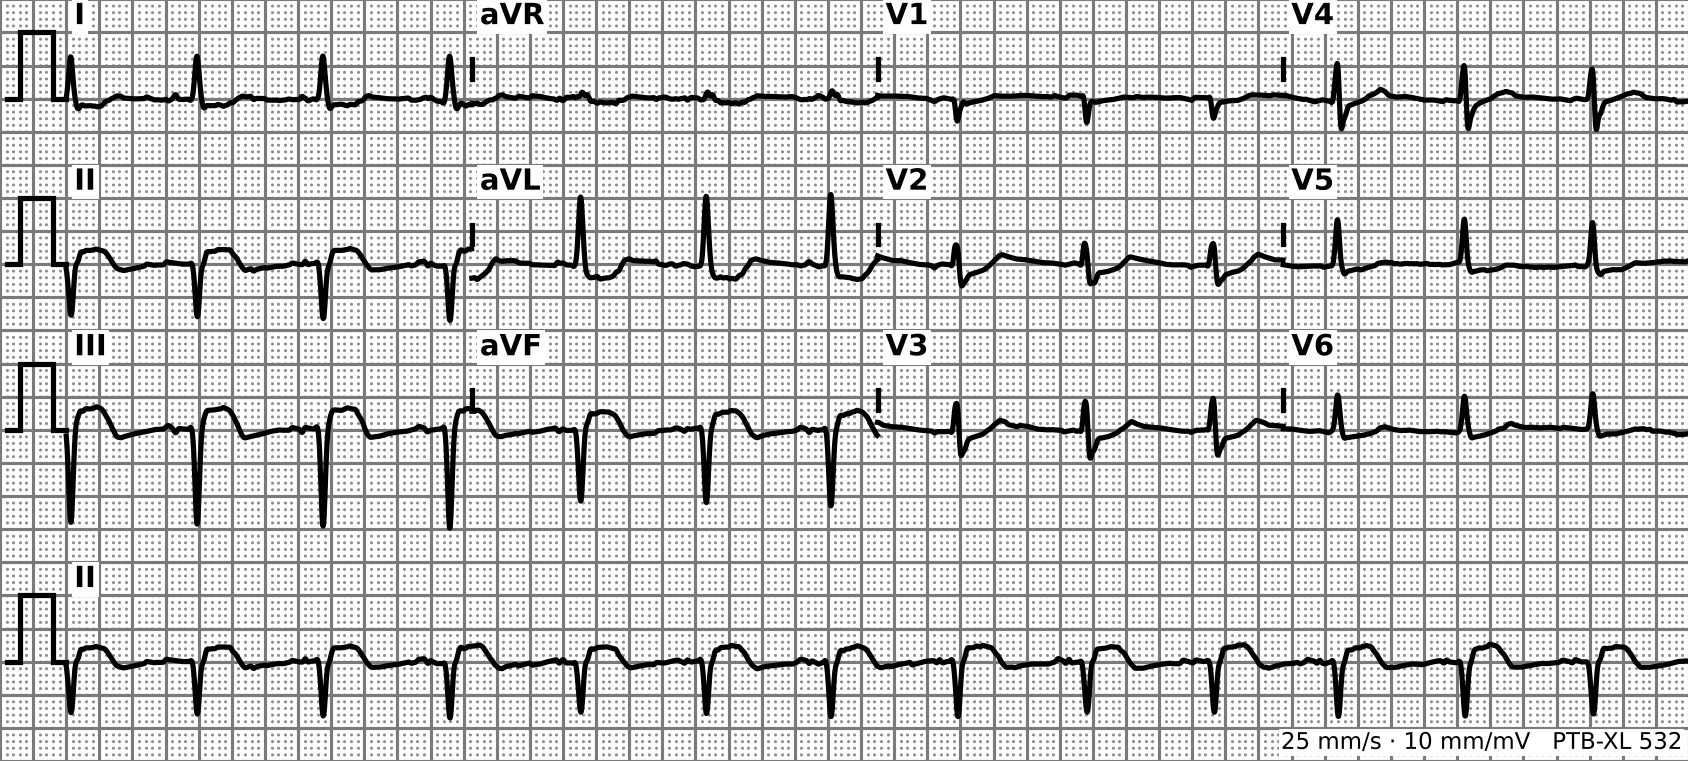 I aVR V1 V4
II aVL V2 V5
III aVF V3 V6
II
25 mm/s · 10 mm/mV PTB-XL 532